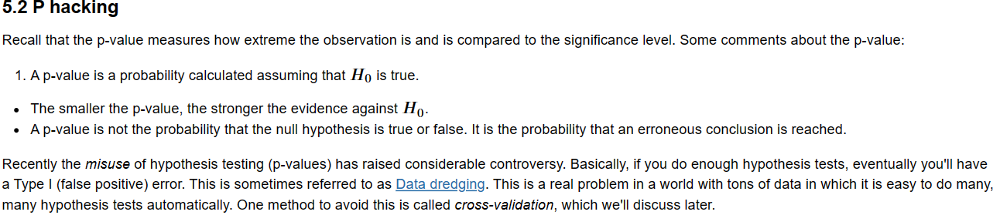 5.2 P hacking
Recall that the p-value measures how extreme the observation is and is compared to the significance level. Some comments about the p-value:
1. A p-value is a probability calculated assuming that H₀ is true.
• The smaller the p-value, the stronger the evidence against H₀.
• A p-value is not the probability that the null hypothesis is true or false. It is the probability that an erroneous conclusion is reached.
Recently the misuse of hypothesis testing (p-values) has raised considerable controversy. Basically, if you do enough hypothesis tests, eventually you'll have
a Type I (false positive) error. This is sometimes referred to as Data dredging. This is a real problem in a world with tons of data in which it is easy to do many,
many hypothesis tests automatically. One method to avoid this is called cross-validation, which we'll discuss later.